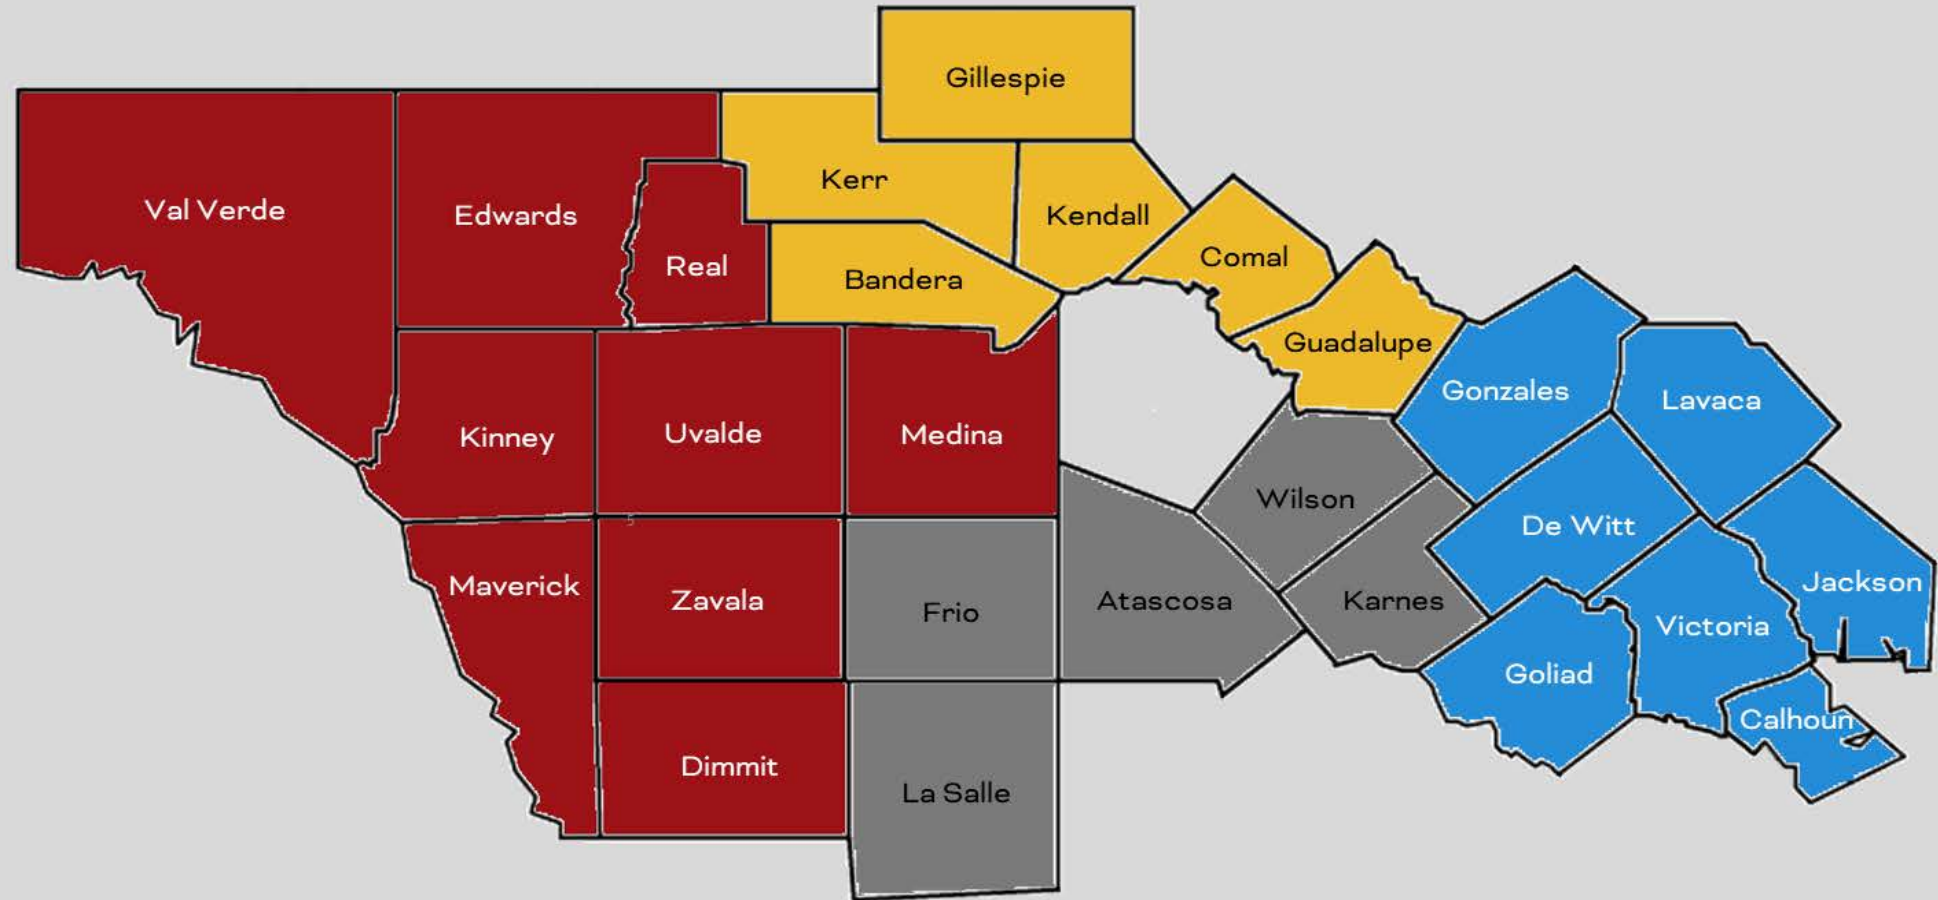 Gillespie
Kerr
Kendall
Val Verde
Edwards
Real
Bandera
Comal
Guadalupe
Gonzales
Lavaca
Kinney
Uvalde
Medina
Wilson
De Witt
Maverick
Zavala
Frio
Atascosa
Karnes
Jackson
Victoria
Goliad
Calhoun
Dimmit
La Salle